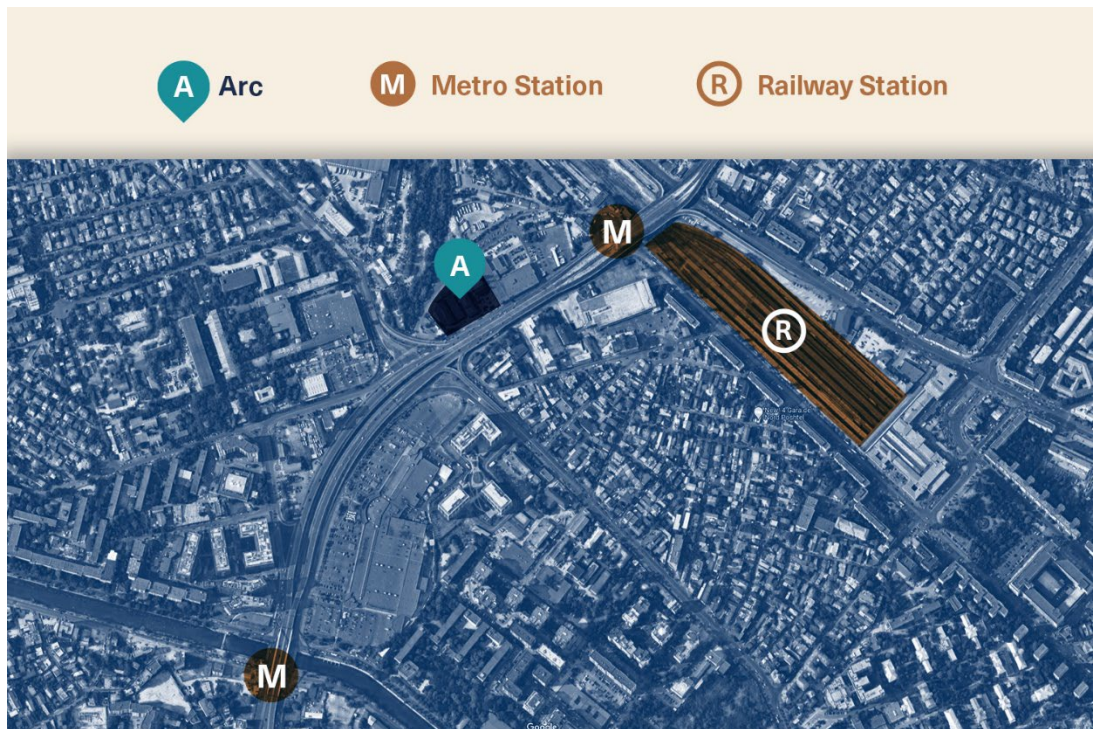 A Arc
M Metro Station
R Railway Station
M
A
R
M
Google